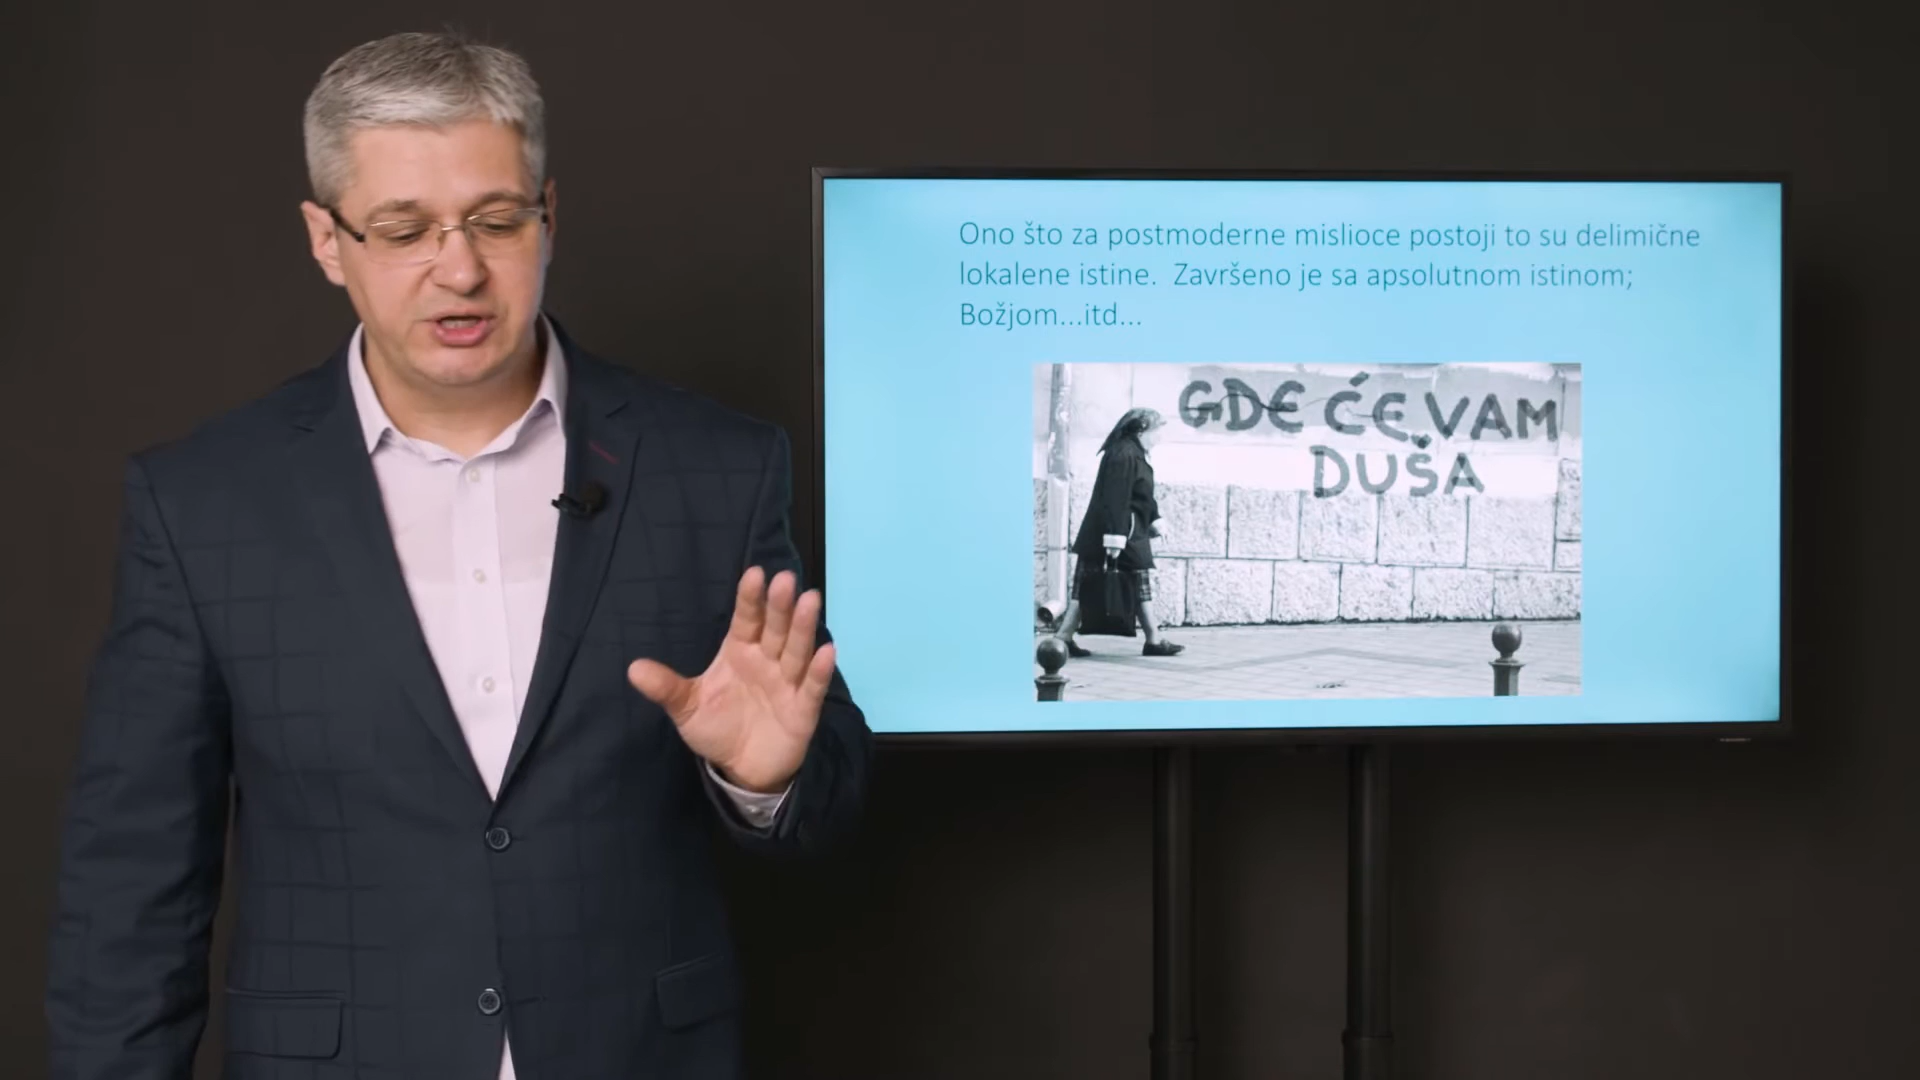 Ono što za postmoderne mislioce postoji to su delimične
lokalene istine. Završeno je sa apsolutnom istinom;
Božjom...itd...
GDE ĆE VAM
DUŠA